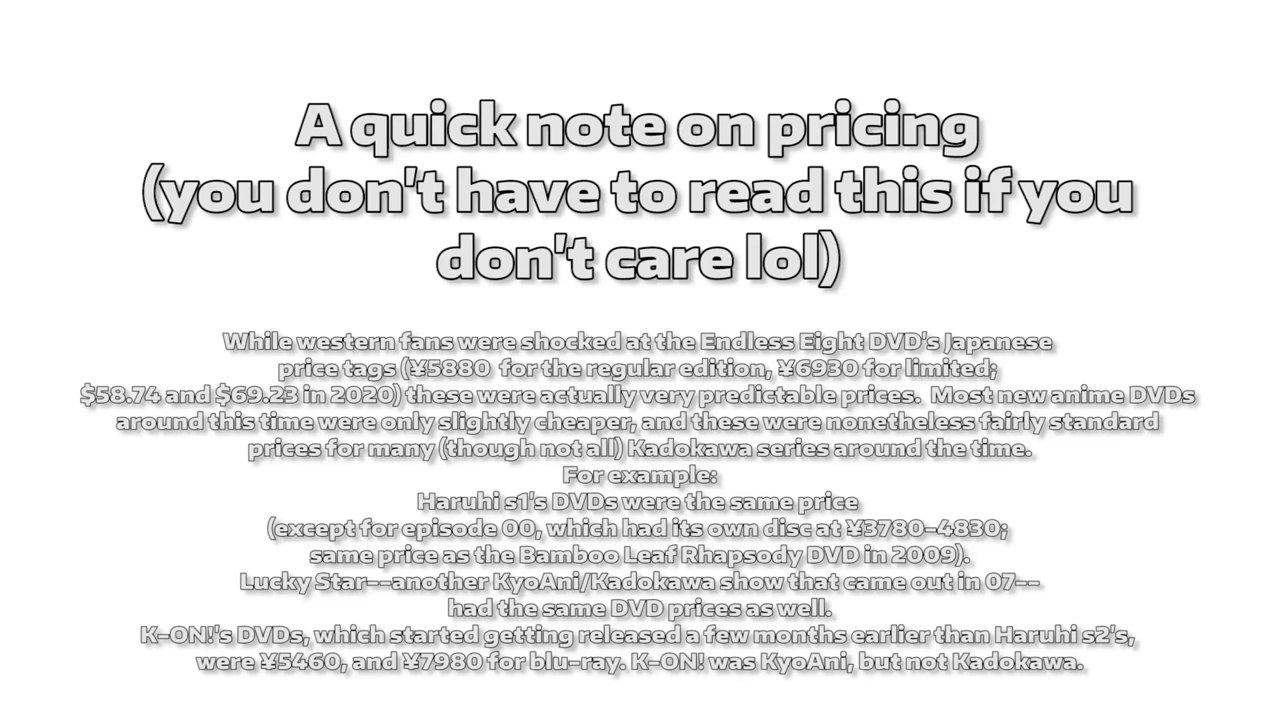 A quick note on pricing
(you don't have to read this if you
don't care lol)
While western fans were shocked at the Endless Eight DVD's Japanese
price tags (¥5880 for the regular edition, ¥6930 for limited;
$58.74 and $69.23 in 2020) these were actually very predictable prices. Most new anime DVDs
around this time were only slightly cheaper, and these were nonetheless fairly standard
prices for many (though not all) Kadokawa series around the time.
For example:
Haruhi s1's DVDs were the same price
(except for episode 00, which had its own disc at ¥3780-4830;
same price as the Bamboo Leaf Rhapsody DVD in 2009).
Lucky Star--another KyoAni/Kadokawa show that came out in 07--
had the same DVD prices as well.
K-ON!'s DVDs, which started getting released a few months earlier than Haruhi s2's,
were ¥5460, and ¥7980 for blu-ray. K-ON! was KyoAni, but not Kadokawa.